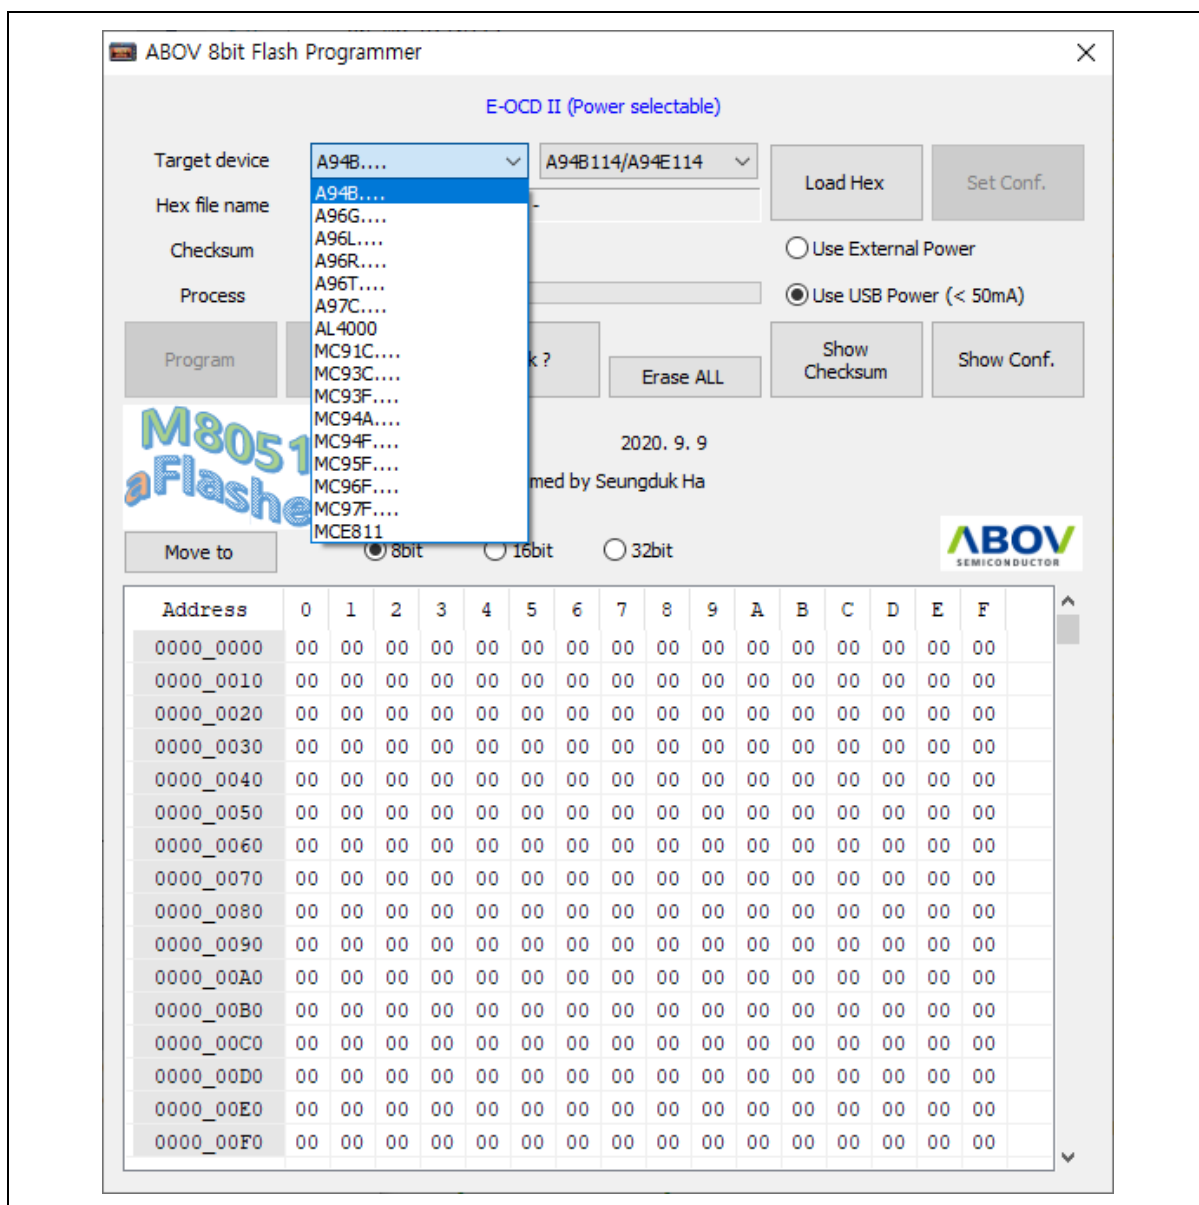 ABOV 8bit Flash Programmer
E-OCD II (Power selectable)
Target device A94B.... A94B114/A94E114 Load Hex Set Conf.
A94B....
Hex file name -
A96G....
A96L....
Checksum Use External Power
A96R....
A96T....
Process Use USB Power (< 50mA)
A97C....
AL4000
MC91C....
Program k ? Erase ALL Show Checksum Show Conf.
MC93C....
MC93F....
MC94A....
MC94F.... 2020. 9. 9
MC95F....
MC96F.... med by Seungduk Ha
MC97F....
MCE811
M8051
aFlashe
ABOV
SEMICONDUCTOR
Move to 8bit 16bit 32bit
Address 0 1 2 3 4 5 6 7 8 9 A B C D E F
0000_0000 00 00 00 00 00 00 00 00 00 00 00 00 00 00 00 00
0000_0010 00 00 00 00 00 00 00 00 00 00 00 00 00 00 00 00
0000_0020 00 00 00 00 00 00 00 00 00 00 00 00 00 00 00 00
0000_0030 00 00 00 00 00 00 00 00 00 00 00 00 00 00 00 00
0000_0040 00 00 00 00 00 00 00 00 00 00 00 00 00 00 00 00
0000_0050 00 00 00 00 00 00 00 00 00 00 00 00 00 00 00 00
0000_0060 00 00 00 00 00 00 00 00 00 00 00 00 00 00 00 00
0000_0070 00 00 00 00 00 00 00 00 00 00 00 00 00 00 00 00
0000_0080 00 00 00 00 00 00 00 00 00 00 00 00 00 00 00 00
0000_0090 00 00 00 00 00 00 00 00 00 00 00 00 00 00 00 00
0000_00A0 00 00 00 00 00 00 00 00 00 00 00 00 00 00 00 00
0000_00B0 00 00 00 00 00 00 00 00 00 00 00 00 00 00 00 00
0000_00C0 00 00 00 00 00 00 00 00 00 00 00 00 00 00 00 00
0000_00D0 00 00 00 00 00 00 00 00 00 00 00 00 00 00 00 00
0000_00E0 00 00 00 00 00 00 00 00 00 00 00 00 00 00 00 00
0000_00F0 00 00 00 00 00 00 00 00 00 00 00 00 00 00 00 00